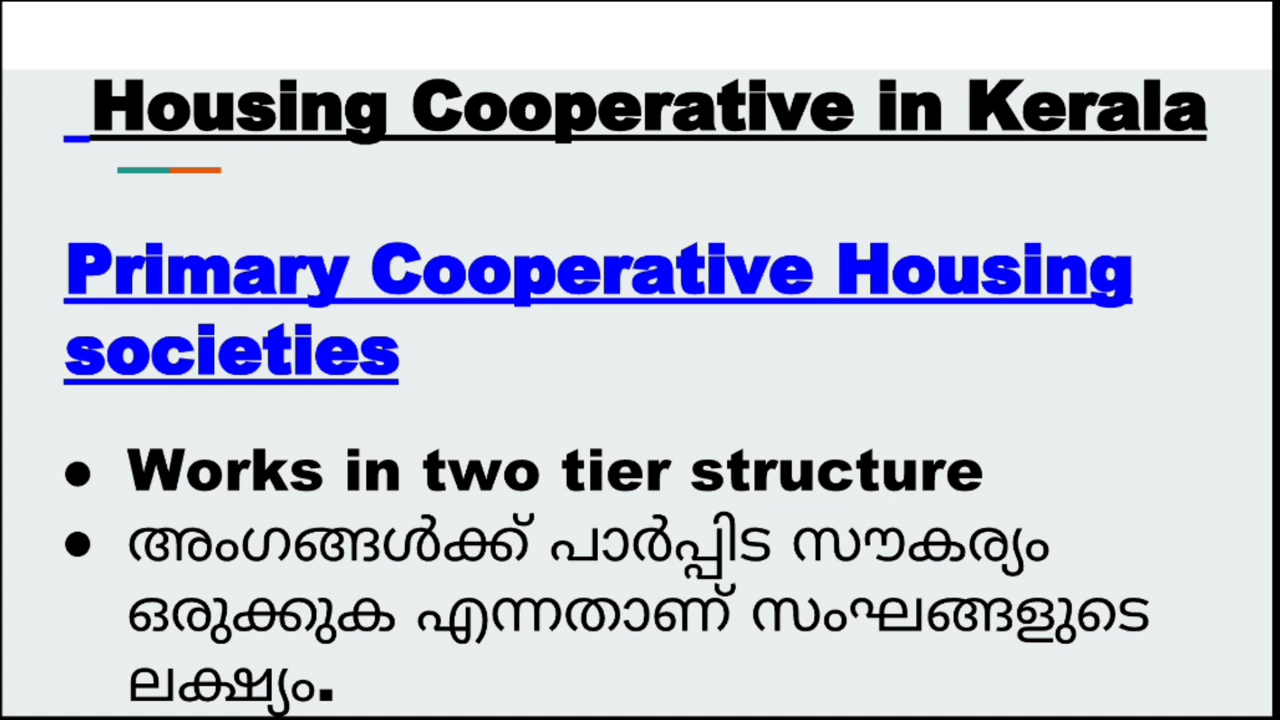 Housing Cooperative in Kerala
Primary Cooperative Housing
societies
● Works in two tier structure
● അംഗങ്ങൾക്ക് പാർപ്പിട സൗകര്യം
ഒരുക്കുക എന്നതാണ് സംഘങ്ങളുടെ
ലക്ഷ്യം.